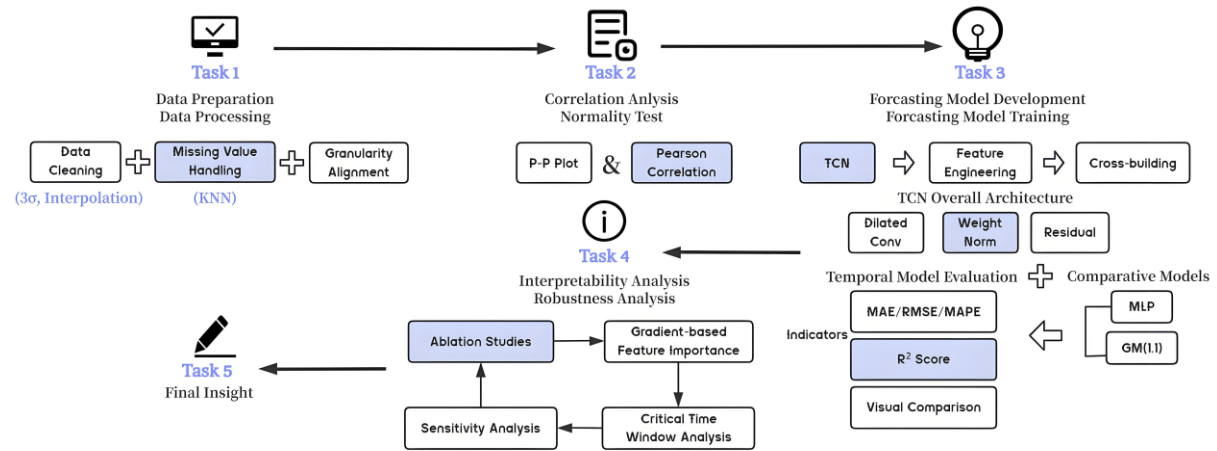 Task 1
Data Preparation
Data Processing
Data
Cleaning
Missing Value
Handling
Granularity
Alignment
(3σ, Interpolation)
(KNN)
Task 2
Correlation Anlysis
Normality Test
P-P Plot
&
Pearson
Correlation
Task 3
Forcasting Model Development
Forcasting Model Training
TCN
Feature
Engineering
Cross-building
TCN Overall Architecture
Dilated
Conv
Weight
Norm
Residual
Temporal Model Evaluation
Comparative Models
Indicators
MAE/RMSE/MAPE
R² Score
Visual Comparison
MLP
GM(1.1)
Task 4
Interpretability Analysis
Robustness Analysis
Ablation Studies
Gradient-based
Feature Importance
Sensitivity Analysis
Critical Time
Window Analysis
Task 5
Final Insight